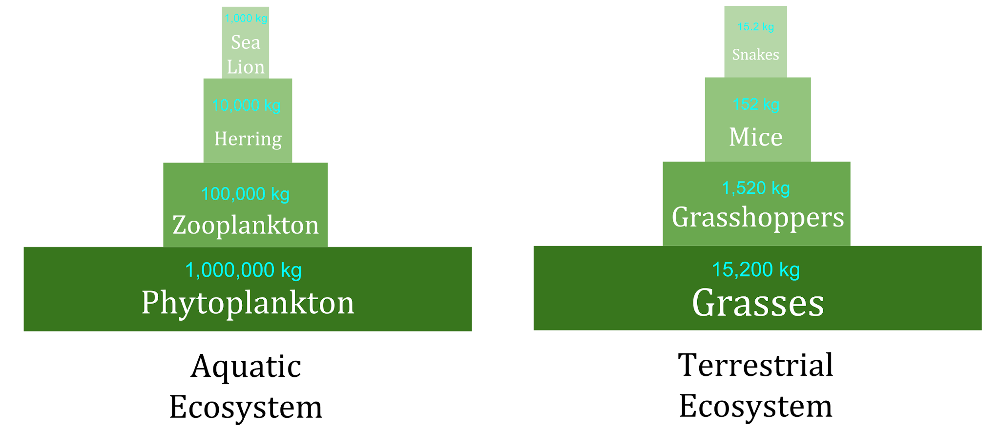 1,000 kg
Sea
Lion
10,000 kg
Herring
100,000 kg
Zooplankton
1,000,000 kg
Phytoplankton
Aquatic
Ecosystem
15.2 kg
Snakes
152 kg
Mice
1,520 kg
Grasshoppers
15,200 kg
Grasses
Terrestrial
Ecosystem